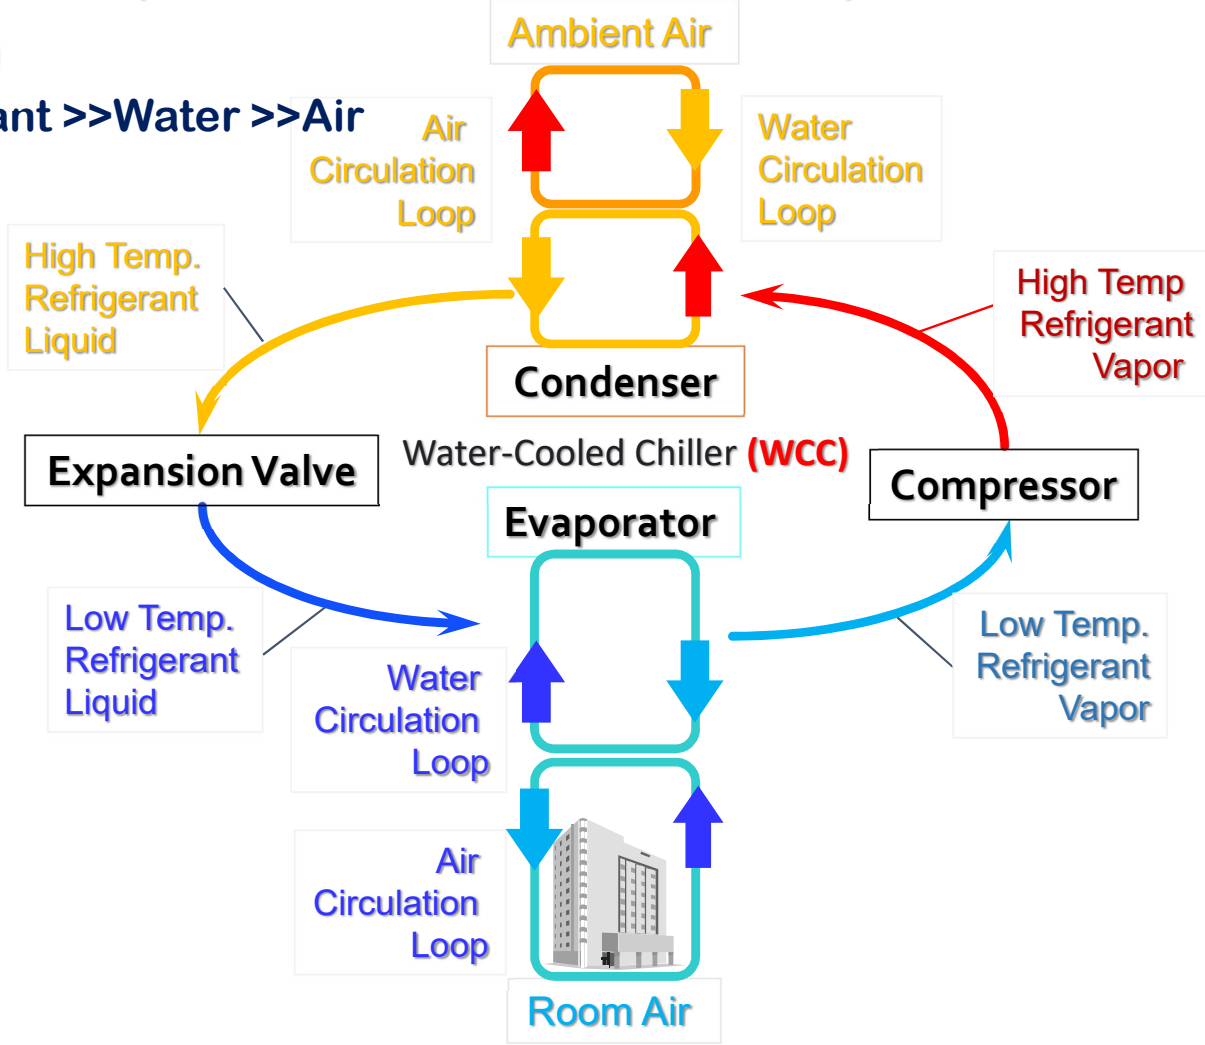 Ambient Air
>>Water >>Air
Air
Circulation
Loop
Water
Circulation
Loop
High Temp.
Refrigerant
Liquid
High Temp
Refrigerant
Vapor
Condenser
Water-Cooled Chiller (WCC)
Expansion Valve
Compressor
Evaporator
Low Temp.
Refrigerant
Liquid
Water
Circulation
Loop
Low Temp.
Refrigerant
Vapor
Air
Circulation
Loop
Room Air